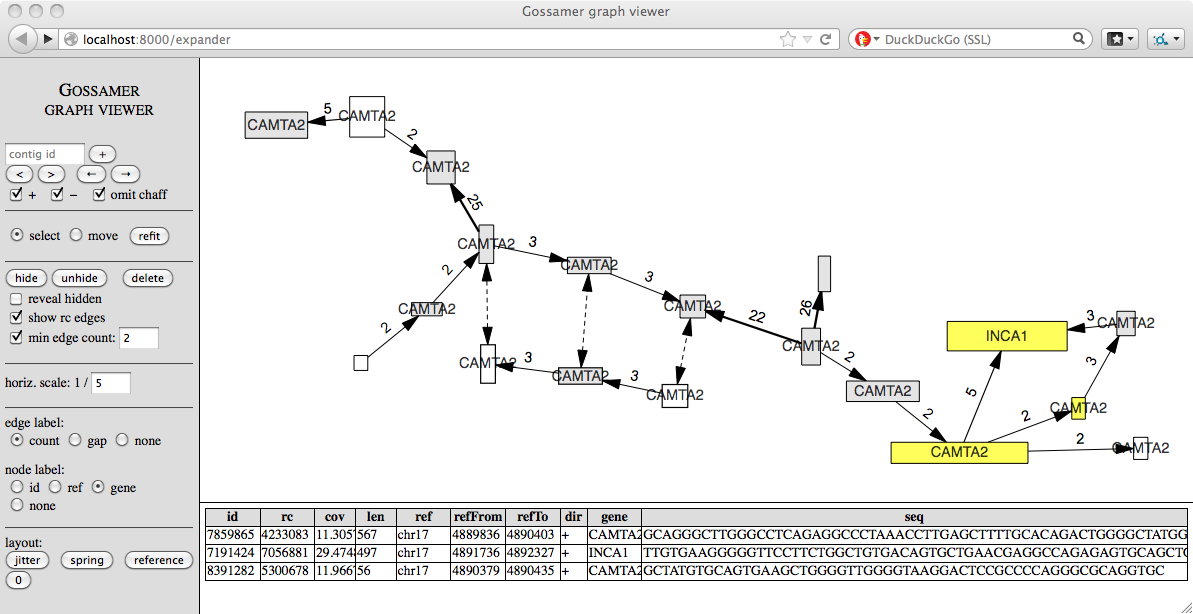 Gossamer graph viewer
localhost:8000/expander
DuckDuckGo (SSL)
GOSSAMER
GRAPH VIEWER
contig id
+
< > ← →
+ − omit chaff
select move refit
hide unhide delete
reveal hidden
show rc edges
min edge count: 2
horiz. scale: 1 / 5
edge label:
count gap none
node label:
id ref gene
none
layout:
jitter spring reference
0
CAMTA2 5 CAMTA2
2
CAMTA2
25
CAMTA2 3
2
CAMTA2 3
CAMTA2 CAMTA2 22 26
2
CAMTA2 2
CAMTA2 3 CAMTA2 3 CAMTA2
CAMTA2
2
INCA1 3 CAMTA2
5 3
2 CAMTA2
CAMTA2 2 CAMTA2
id rc cov len ref refFrom refTo dir gene seq
7859865 4233083 11.305 567 chr17 4889836 4890403 + CAMTA2 GCAGGGCTTGGGCCTCAGAGGCCCTAAACCTTGAGCTTTTGCACAGACTGGGGCTATGG
7191424 7056881 29.474 497 chr17 4891736 4892327 + INCA1 TTGTGAAGGGGGTTCCTTCTGGCTGTGACAGTGCTGAACGAGGCCAGAGAGTGCAGCT
8391282 5300678 11.966 56 chr17 4890379 4890435 + CAMTA2 GCTATGTGCAGTGAAGCTGGGGTTGGGGTAAGGACTCCGCCCCAGGGCGCAGGTGC